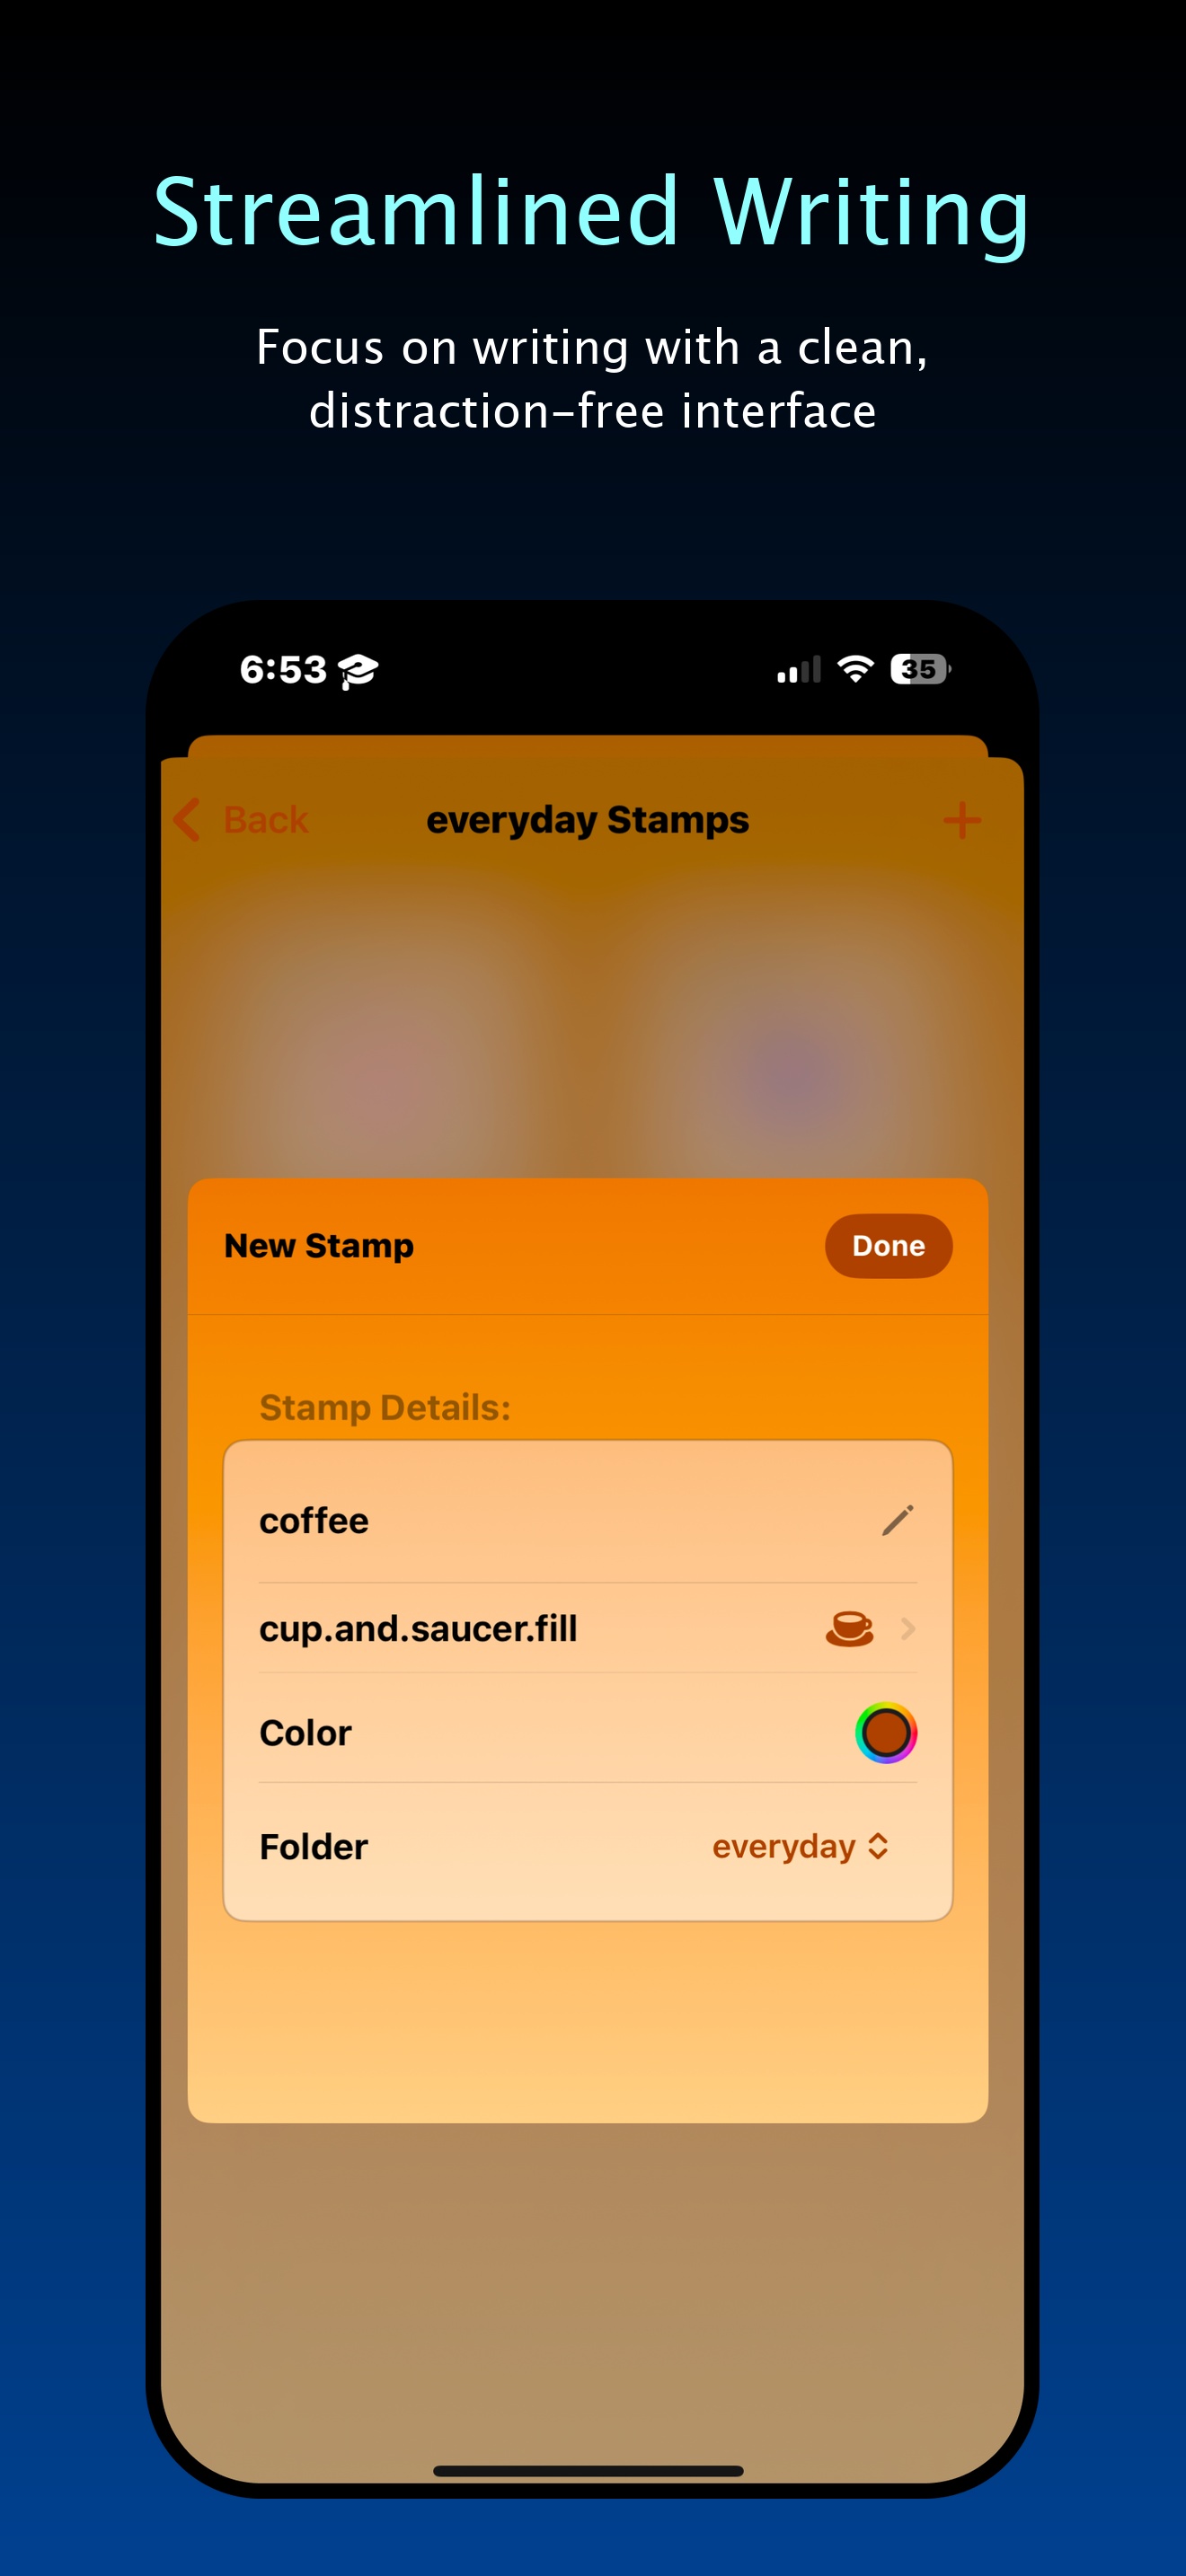 Streamlined Writing
Focus on writing with a clean,
distraction-free interface
6:53
35
Back
everyday Stamps
New Stamp
Done
Stamp Details:
coffee
cup.and.saucer.fill
Color
Folder
everyday